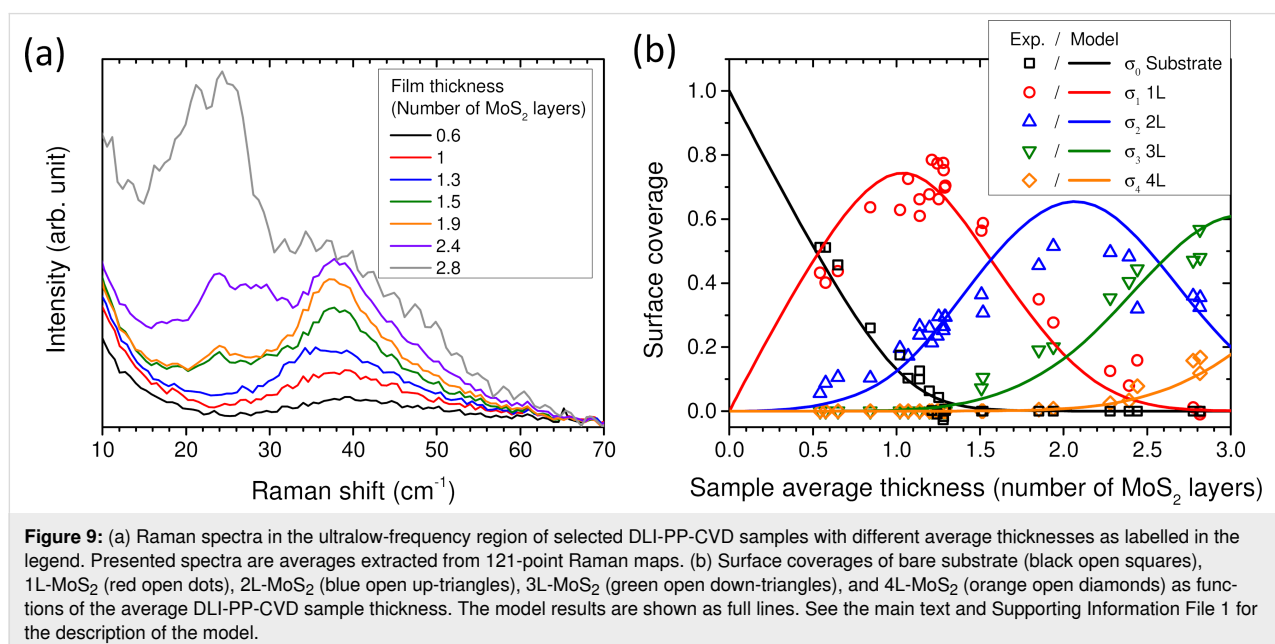 (a)
Intensity (arb. unit)
Film thickness
(Number of MoS₂ layers)
0.6
1
1.3
1.5
1.9
2.4
2.8
10 20 30 40 50 60 70
Raman shift (cm⁻¹)
(b)
Surface coverage
1.0
0.8
0.6
0.4
0.2
0.0
Exp. / Model
/ σ₀ Substrate
/ σ₁ 1L
/ σ₂ 2L
/ σ₃ 3L
/ σ₄ 4L
0.0 0.5 1.0 1.5 2.0 2.5 3.0
Sample average thickness (number of MoS₂ layers)
Figure 9: (a) Raman spectra in the ultralow-frequency region of selected DLI-PP-CVD samples with different average thicknesses as labelled in the
legend. Presented spectra are averages extracted from 121-point Raman maps. (b) Surface coverages of bare substrate (black open squares),
1L-MoS₂ (red open dots), 2L-MoS₂ (blue open up-triangles), 3L-MoS₂ (green open down-triangles), and 4L-MoS₂ (orange open diamonds) as func-
tions of the average DLI-PP-CVD sample thickness. The model results are shown as full lines. See the main text and Supporting Information File 1 for
the description of the model.